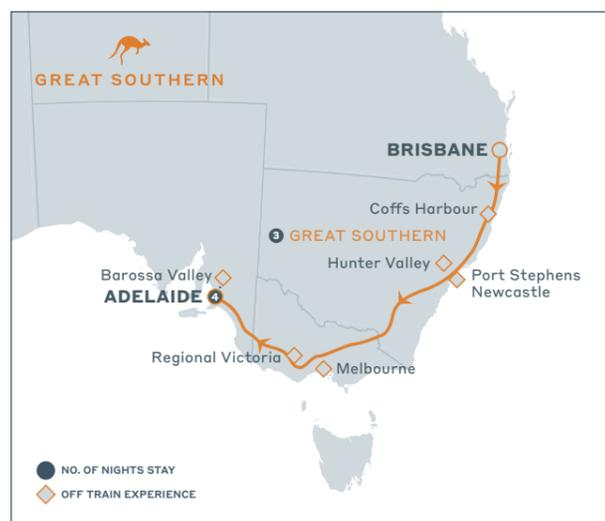 GREAT SOUTHERN
BRISBANE
Coffs Harbour
3 GREAT SOUTHERN
Hunter Valley
Port Stephens
Newcastle
Barossa Valley
ADELAIDE 4
Regional Victoria
Melbourne
NO. OF NIGHTS STAY
OFF TRAIN EXPERIENCE